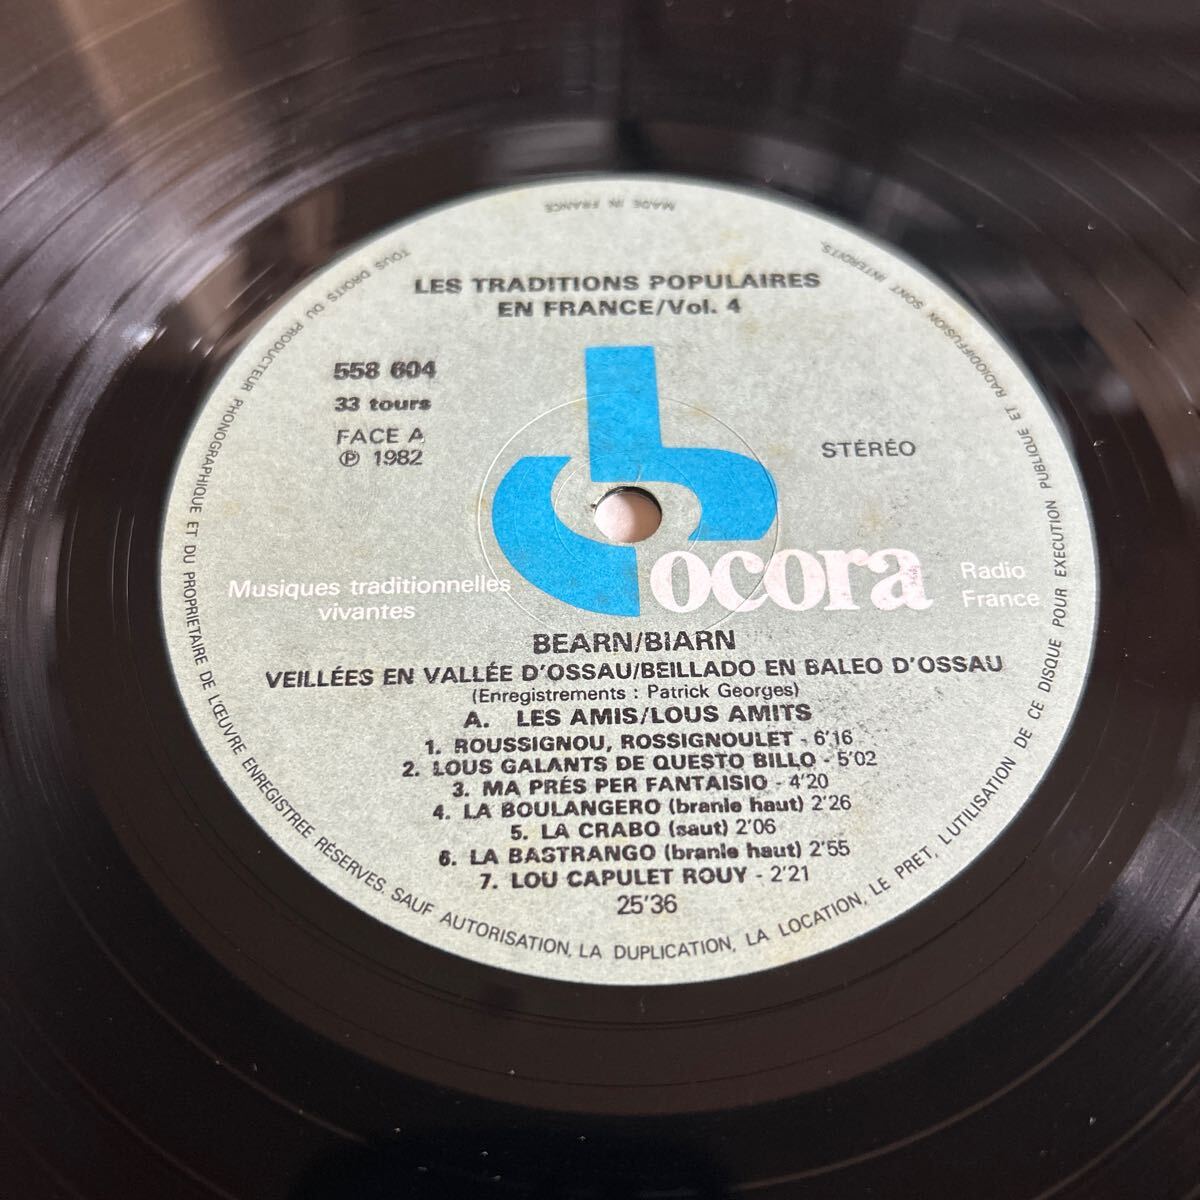 MADE IN FRANCE
LES TRADITIONS POPULAIRES
EN FRANCE/Vol. 4
558 604
33 tours
FACE A
℗ 1982
STÉRÉO
ocora
Radio
France
Musiques traditionnelles
vivantes
BEARN/BIARN
VEILLÉES EN VALLÉE D'OSSAU/BEILLADO EN BALEO D'OSSAU
(Enregistrements : Patrick Georges)
A. LES AMIS/LOUS AMITS
1. ROUSSIGNOU, ROSSIGNOULET - 6'16
2. LOUS GALANTS DE QUESTO BILLO - 5'02
3. MA PRÉS PER FANTAISIO - 4'20
4. LA BOULANGERO (branle haut) 2'26
5. LA CRABO (saut) 2'06
6. LA BASTRANGO (branle haut) 2'55
7. LOU CAPULET ROUY - 2'21
25'36
TOUS DROITS DU PRODUCTEUR PHONOGRAPHIQUE ET DU PROPRIETAIRE DE L'ŒUVRE ENREGISTREE RÉSERVES. SAUF AUTORISATION, LA DUPLICATION, LA LOCATION, LE PRET, L'UTILISATION DE CE DISQUE POUR EXECUTION PUBLIQUE ET RADIODIFFUSION SONT INTERDITS.